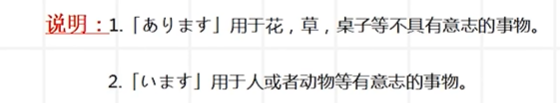 说明：1.「あります」用于花，草，桌子等不具有意志的事物。
2.「います」用于人或者动物等有意志的事物。